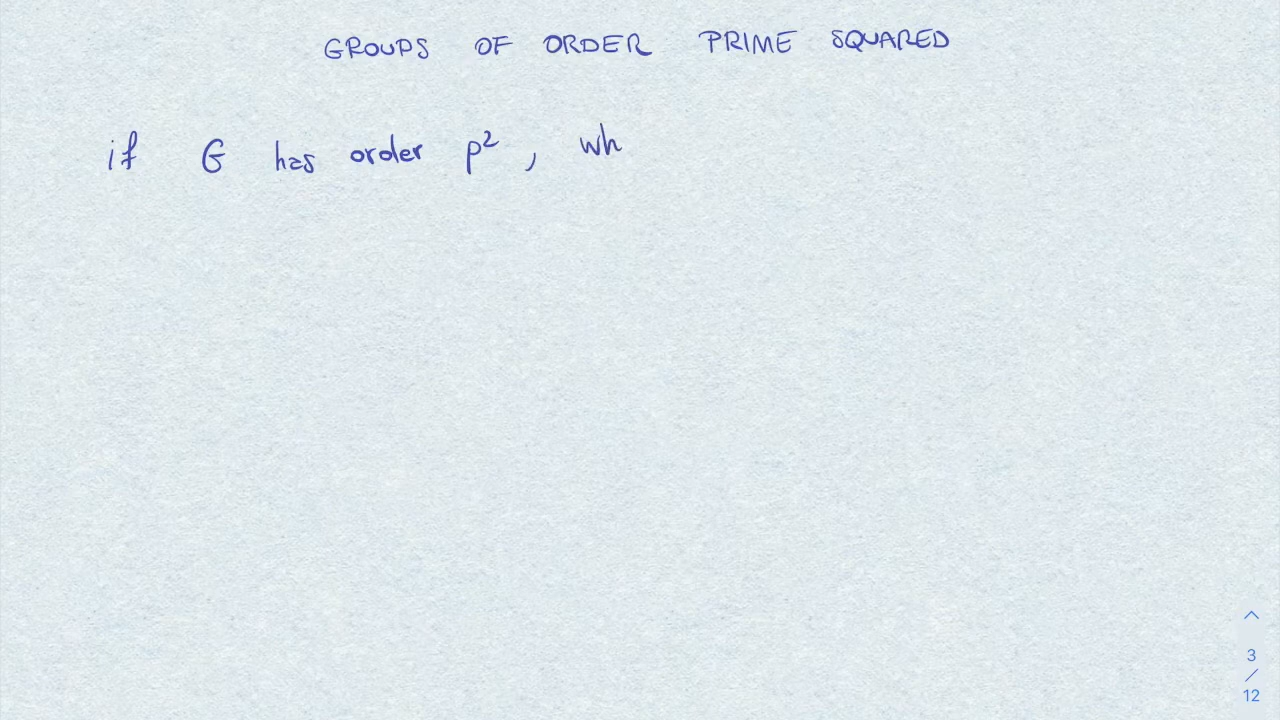 GROUPS OF ORDER PRIME SQUARED
if G has order p², wh
3
/
12